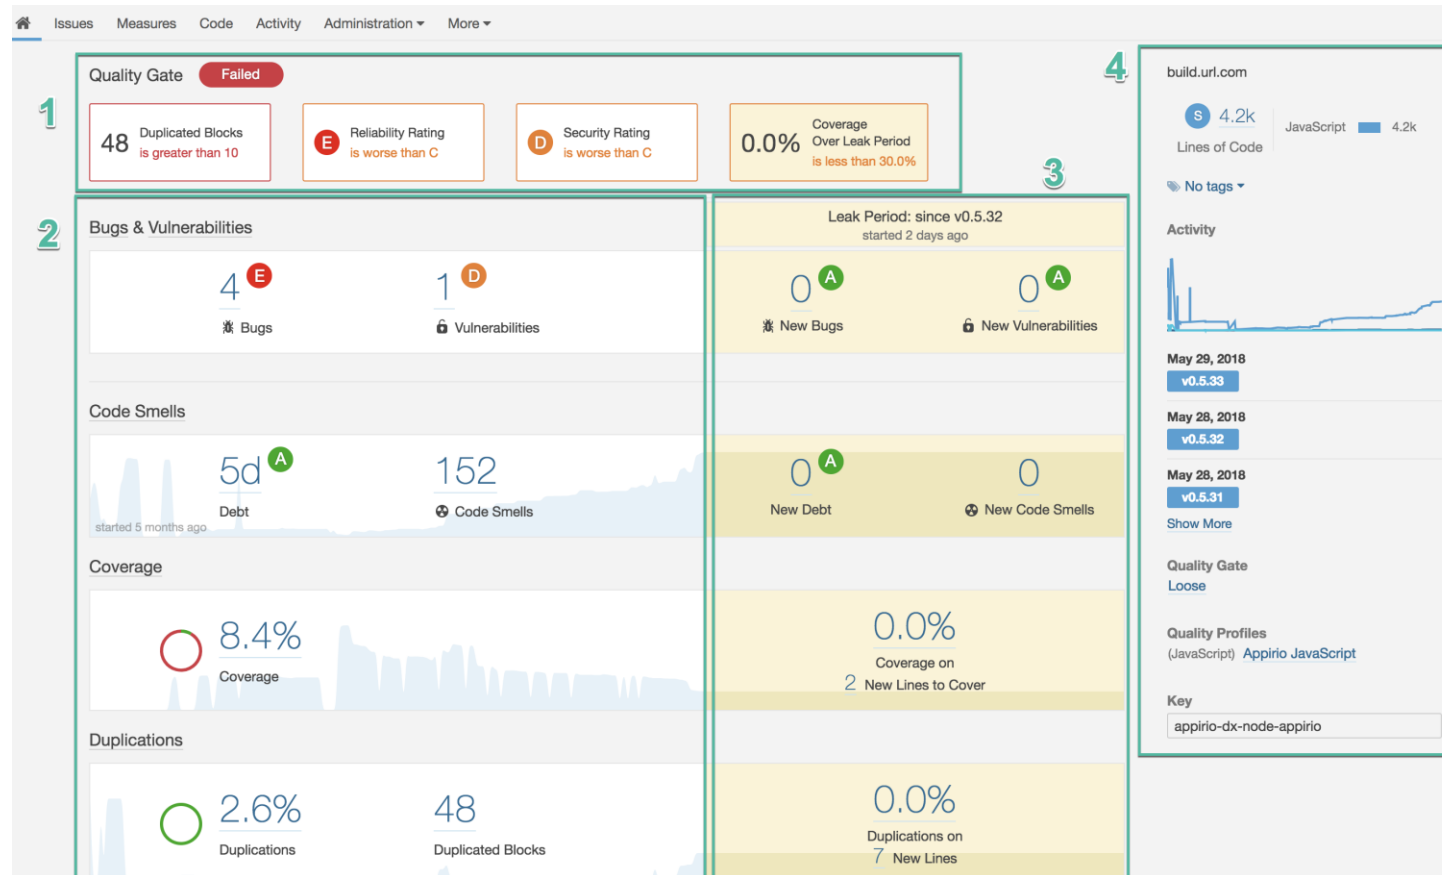 Issues Measures Code Activity Administration More
1
Quality Gate Failed
48 Duplicated Blocks
is greater than 10
E Reliability Rating
is worse than C
D Security Rating
is worse than C
0.0% Coverage
Over Leak Period
is less than 30.0%
2
Bugs & Vulnerabilities
4 E
Bugs
1 D
Vulnerabilities
Code Smells
5d A
Debt
152
Code Smells
started 5 months ago
Coverage
8.4%
Coverage
Duplications
2.6%
Duplications
48
Duplicated Blocks
3
Leak Period: since v0.5.32
started 2 days ago
0 A
New Bugs
0 A
New Vulnerabilities
0 A
New Debt
0
New Code Smells
0.0%
Coverage on
2 New Lines to Cover
0.0%
Duplications on
7 New Lines
4
build.url.com
S 4.2k
Lines of Code
JavaScript 4.2k
No tags
Activity
May 29, 2018
v0.5.33
May 28, 2018
v0.5.32
May 28, 2018
v0.5.31
Show More
Quality Gate
Loose
Quality Profiles
(JavaScript) Appirio JavaScript
Key
appirio-dx-node-appirio